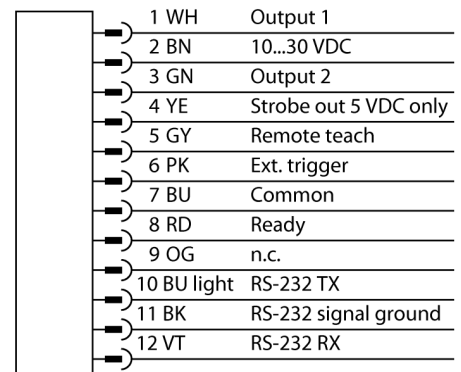 1 WH Output 1
2 BN 10...30 VDC
3 GN Output 2
4 YE Strobe out 5 VDC only
5 GY Remote teach
6 PK Ext. trigger
7 BU Common
8 RD Ready
9 OG n.c.
10 BU light RS-232 TX
11 BK RS-232 signal ground
12 VT RS-232 RX